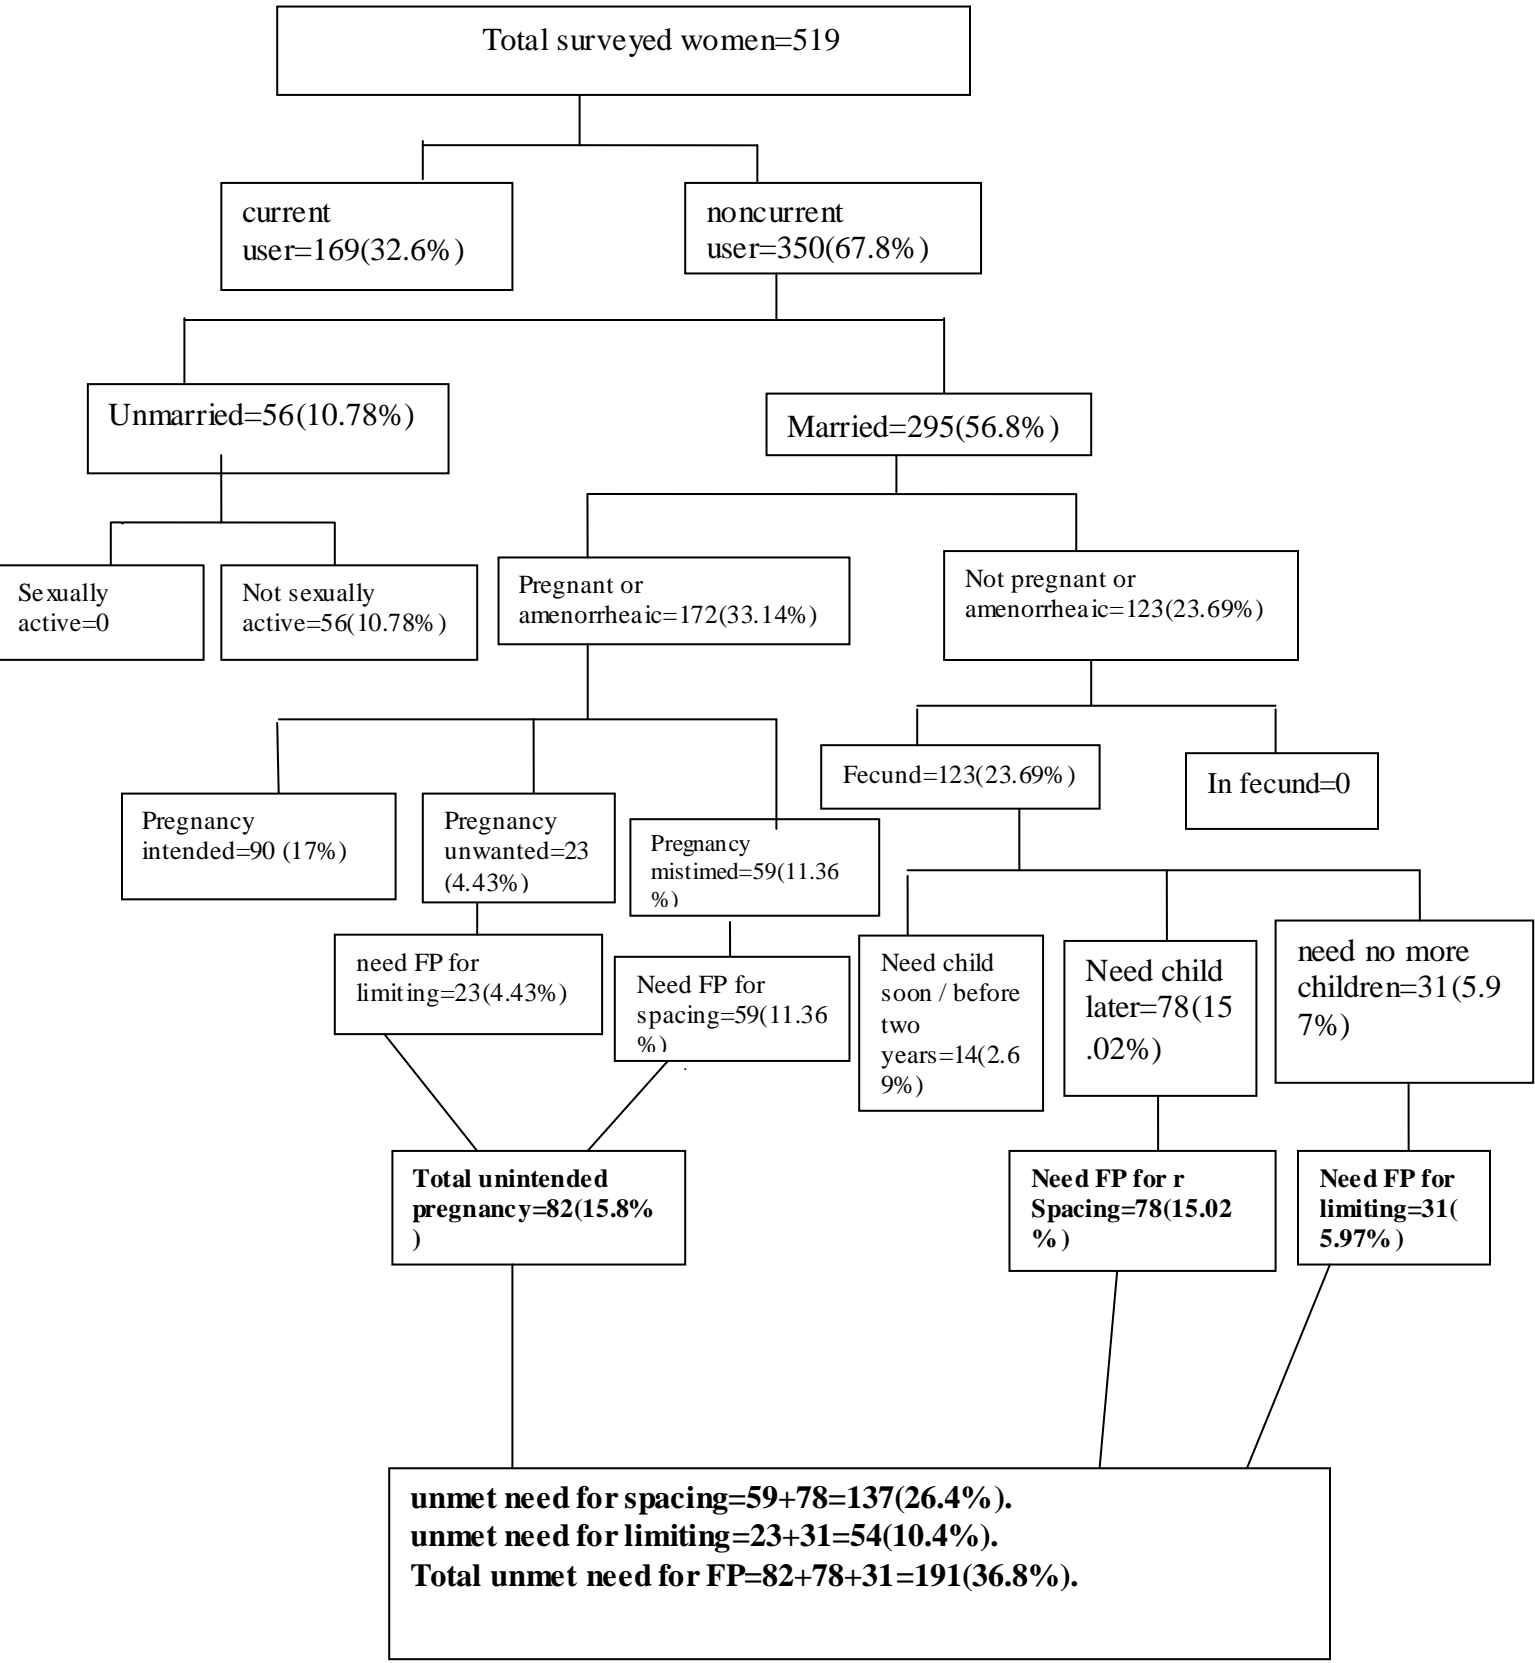 Total surveyed women=519
current
user=169(32.6%)
noncurrent
user=350(67.8%)
Unmarried=56(10.78%)
Married=295(56.8%)
Sexually
active=0
Not sexually
active=56(10.78%)
Pregnant or
amenorrheaic=172(33.14%)
Not pregnant or
amenorrheaic=123(23.69%)
Fecund=123(23.69%)
In fecund=0
Pregnancy
intended=90 (17%)
Pregnancy
unwanted=23
(4.43%)
Pregnancy
mistimed=59(11.36
%)
need FP for
limiting=23(4.43%)
Need FP for
spacing=59(11.36
%)
Need child
soon / before
two
years=14(2.6
9%)
Need child
later=78(15
.02%)
need no more
children=31(5.9
7%)
Total unintended
pregnancy=82(15.8%
)
Need FP for r
Spacing=78(15.02
%)
Need FP for
limiting=31(
5.97%)
unmet need for spacing=59+78=137(26.4%).
unmet need for limiting=23+31=54(10.4%).
Total unmet need for FP=82+78+31=191(36.8%).